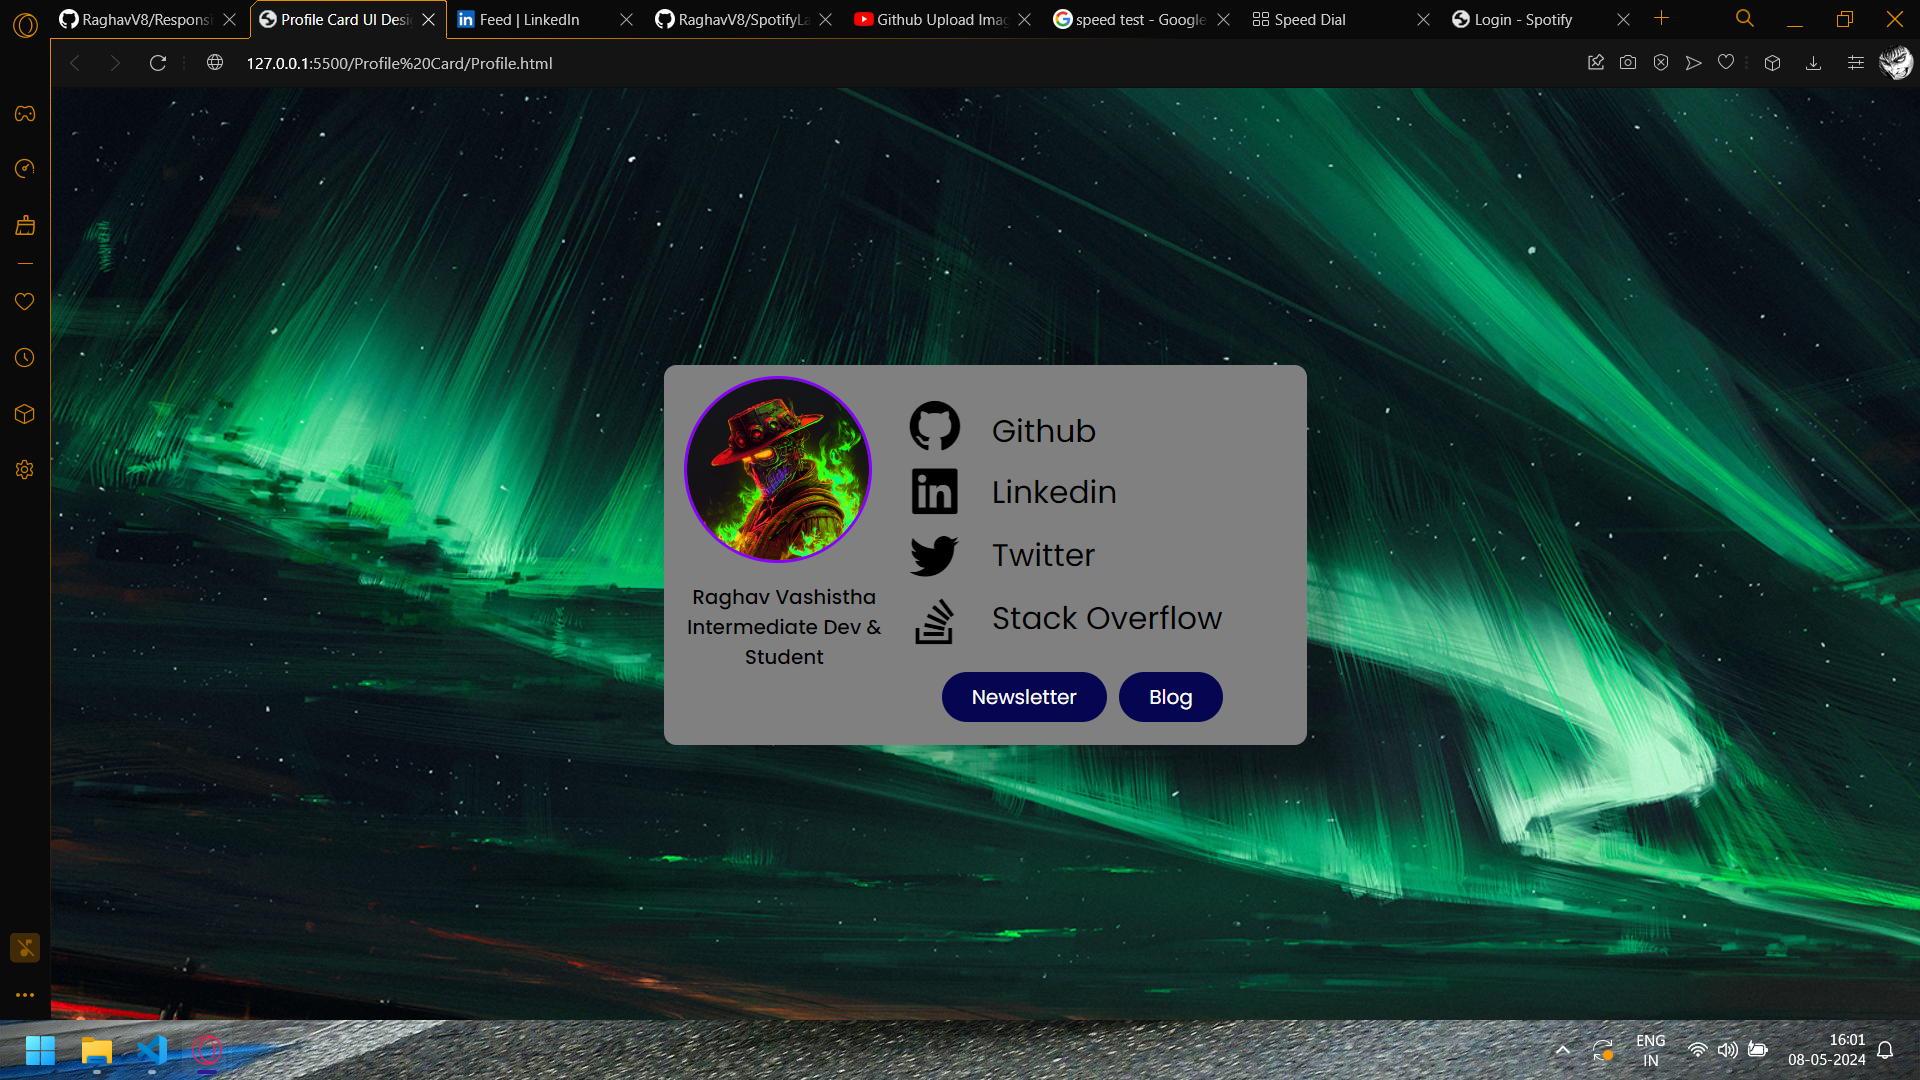 RaghavV8/Respons
Profile Card UI Desi
Feed | LinkedIn
RaghavV8/SpotifyLa
Github Upload Imag
speed test - Google
Speed Dial
Login - Spotify
127.0.0.1:5500/Profile%20Card/Profile.html
Github
Linkedin
Twitter
Stack Overflow
Raghav Vashistha
Intermediate Dev &
Student
Newsletter
Blog
ENG
IN
16:01
08-05-2024